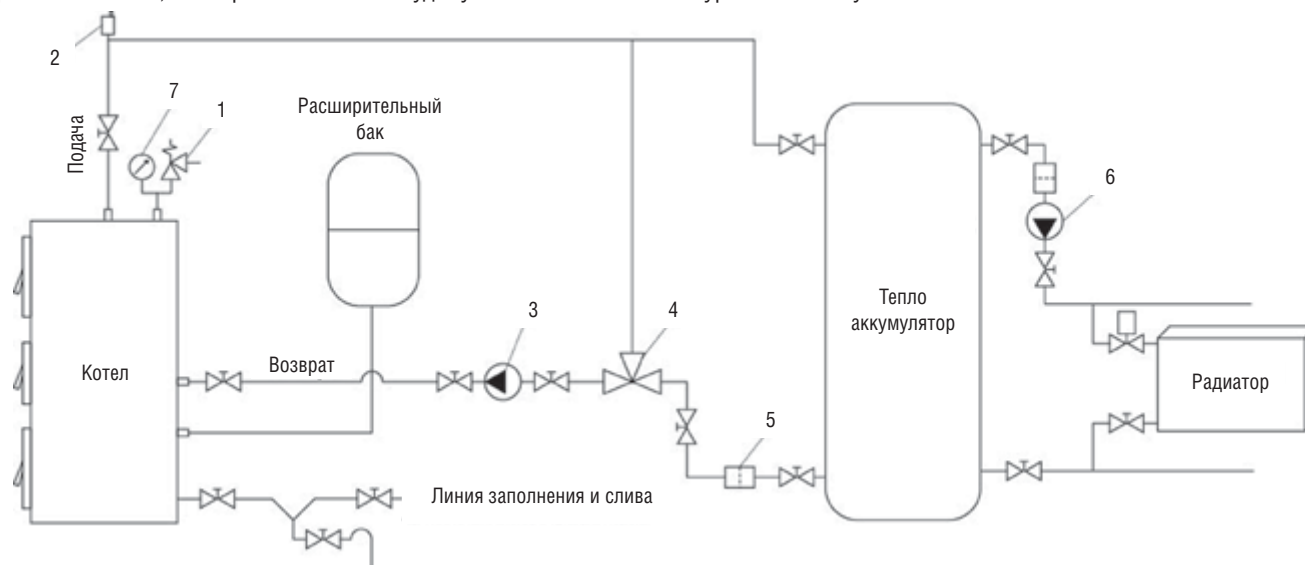 2
7
1
Подача
Расширительный
бак
6
3
4
Тепло
аккумулятор
Котел
Возврат
Радиатор
5
Линия заполнения и слива